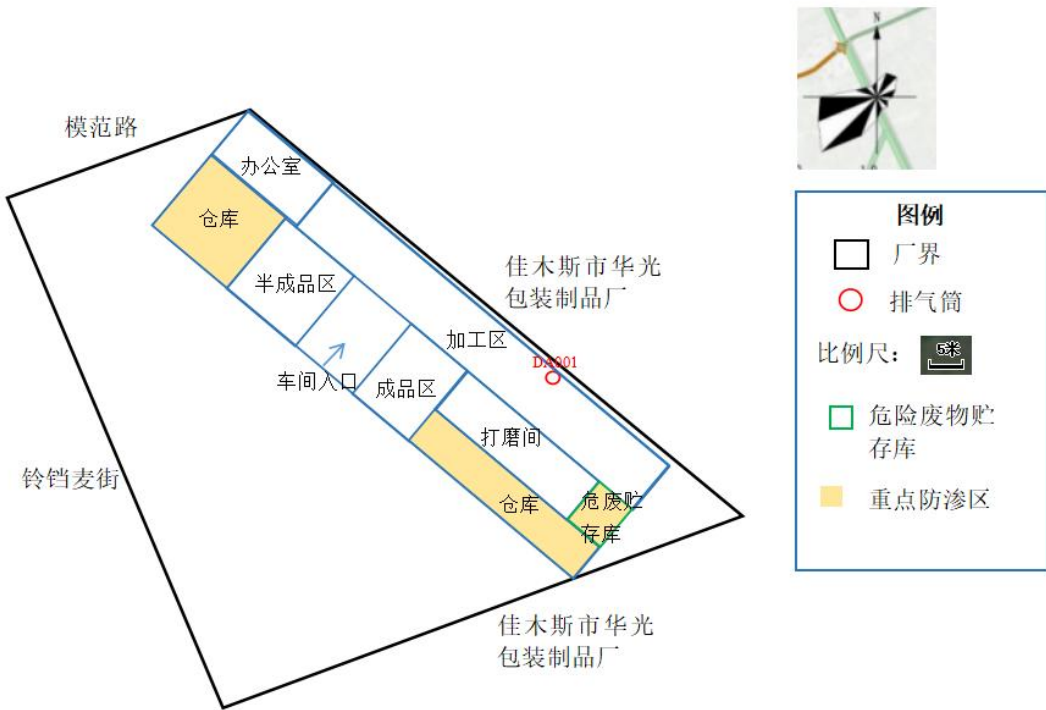 N
模范路
办公室
仓库
半成品区
佳木斯市华光
包装制品厂
加工区
DA001
车间入口
成品区
打磨间
铃铛麦街
仓库
危废贮
存库
佳木斯市华光
包装制品厂
图例
厂界
排气筒
比例尺：
5米
危险废物贮
存库
重点防渗区